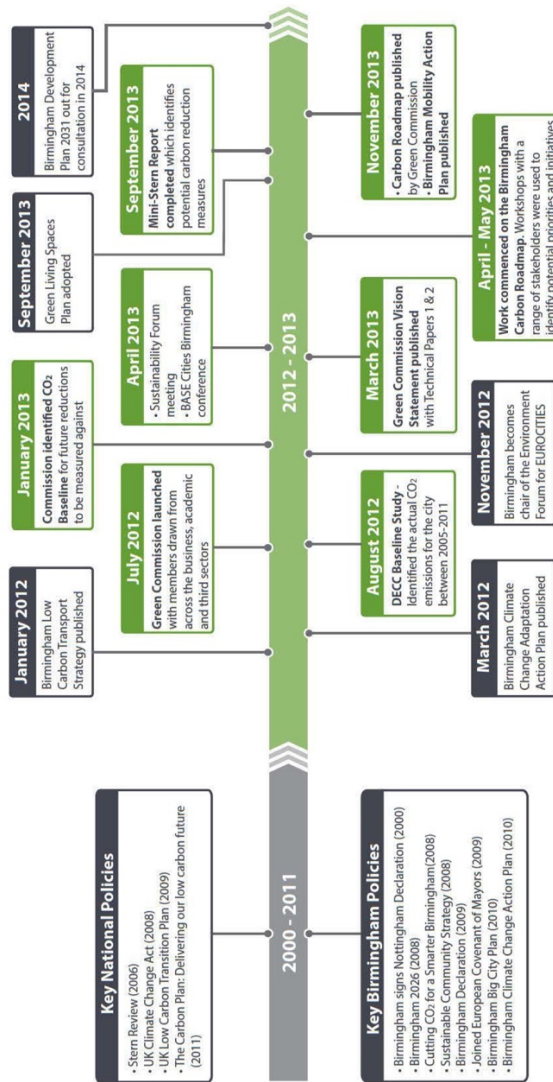 Key National Policies
• Stern Review (2006)
• UK Climate Change Act (2008)
• UK Low Carbon Transition Plan (2009)
• The Carbon Plan: Delivering our low carbon future
(2011)
2000 - 2011
Key Birmingham Policies
• Birmingham signs Nottingham Declaration (2000)
• Birmingham 2026 (2008)
• Cutting CO₂ for a Smarter Birmingham(2008)
• Sustainable Community Strategy (2008)
• Birmingham Declaration (2009)
• Joined European Covenant of Mayors (2009)
• Birmingham Big City Plan (2010)
• Birmingham Climate Change Action Plan (2010)
January 2012
Birmingham Low
Carbon Transport
Strategy published
January 2013
Commission identified CO₂
Baseline for future reductions
to be measured against
September 2013
Green Living Spaces
Plan adopted
2014
Birmingham Development
Plan 2031 out for
consultation in 2014
July 2012
Green Commission launched
with members drawn from
across the business, academic
and third sectors
April 2013
• Sustainability Forum
meeting
• BASE Cities Birmingham
conference
September 2013
Mini-Stern Report
completed which identifies
potential carbon reduction
measures
2012 - 2013
August 2012
DECC Baseline Study -
Identified the actual CO₂
emissions for the city
between 2005-2011
March 2013
Green Commission Vision
Statement published
with Technical Papers 1 & 2
November 2013
• Carbon Roadmap published
by Green Commission
• Birmingham Mobility Action
Plan published
March 2012
Birmingham Climate
Change Adaptation
Action Plan published
November 2012
Birmingham becomes
chair of the Environment
Forum for EUROCITIES
April - May 2013
Work commenced on the Birmingham
Carbon Roadmap. Workshops with a
range of stakeholders were used to
identify potential priorities and initiatives